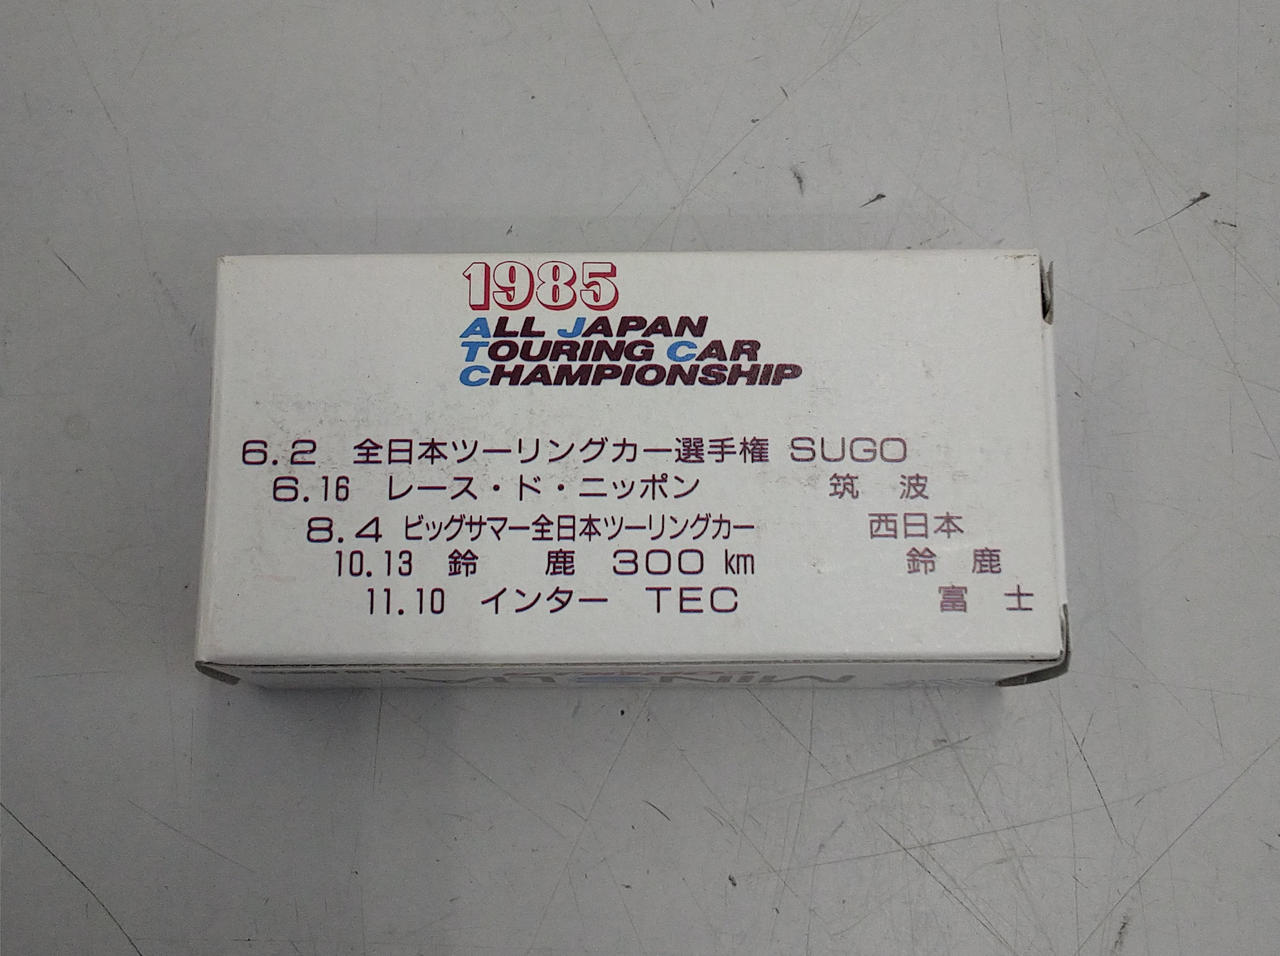 1985
ALL JAPAN
TOURING CAR
CHAMPIONSHIP
6.2 全日本ツーリングカー選手権 SUGO
6.16 レース・ド・ニッポン 筑 波
8.4 ビッグサマー全日本ツーリングカー 西日本
10.13 鈴 鹿 300 km 鈴 鹿
11.10 インター TEC 富 士